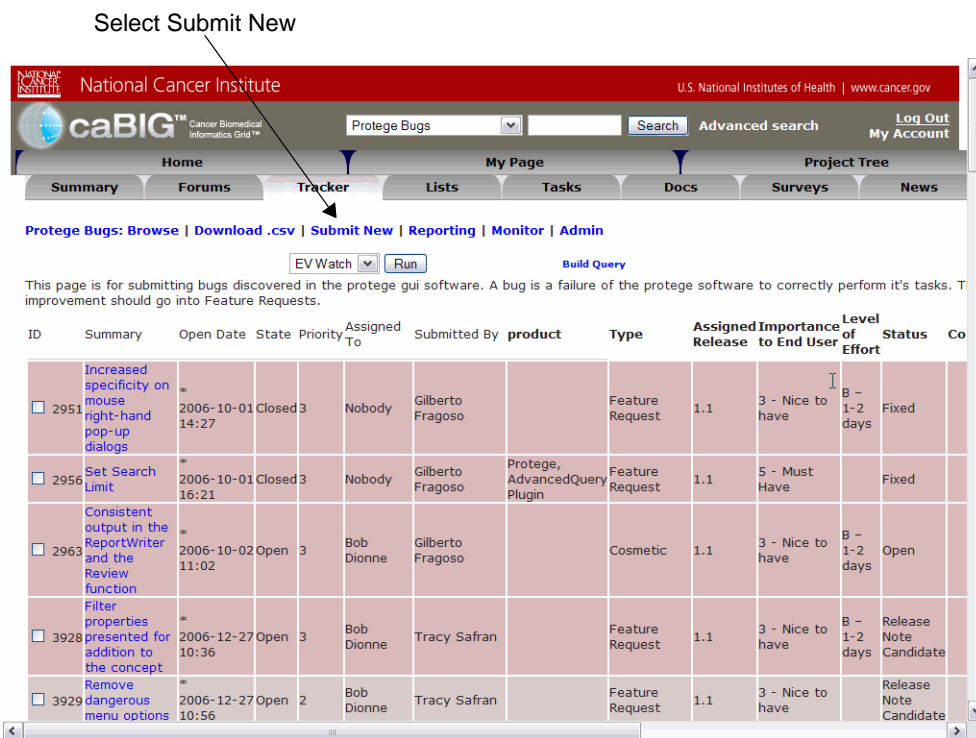 Select Submit New
NATIONAL CANCER INSTITUTE
National Cancer Institute
U.S. National Institutes of Health | www.cancer.gov
caBIG™ Cancer Biomedical Informatics Grid™
Protege Bugs
Search
Advanced search
Log Out
My Account
Home
My Page
Project Tree
Summary
Forums
Tracker
Lists
Tasks
Docs
Surveys
News
Protege Bugs: Browse | Download .csv | Submit New | Reporting | Monitor | Admin
EV Watch
Run
Build Query
This page is for submitting bugs discovered in the protege gui software. A bug is a failure of the protege software to correctly perform it's tasks. T
improvement should go into Feature Requests.
ID Summary Open Date State Priority Assigned To Submitted By product Type Assigned Release Importance to End User Level of Effort Status Co
2951 Increased specificity on mouse right-hand pop-up dialogs * 2006-10-01 14:27 Closed 3 Nobody Gilberto Fragoso Feature Request 1.1 3 - Nice to have B – 1-2 days Fixed
2956 Set Search Limit * 2006-10-01 16:21 Closed 3 Nobody Gilberto Fragoso Protege, AdvancedQuery Plugin Feature Request 1.1 5 - Must Have Fixed
2963 Consistent output in the ReportWriter and the Review function * 2006-10-02 11:02 Open 3 Bob Dionne Gilberto Fragoso Cosmetic 1.1 3 - Nice to have B – 1-2 days Open
3928 Filter properties presented for addition to the concept * 2006-12-27 10:36 Open 3 Bob Dionne Tracy Safran Feature Request 1.1 3 - Nice to have B – 1-2 days Release Note Candidate
3929 Remove dangerous menu options * 2006-12-27 10:56 Open 2 Bob Dionne Tracy Safran Feature Request 1.1 3 - Nice to have Release Note Candidate